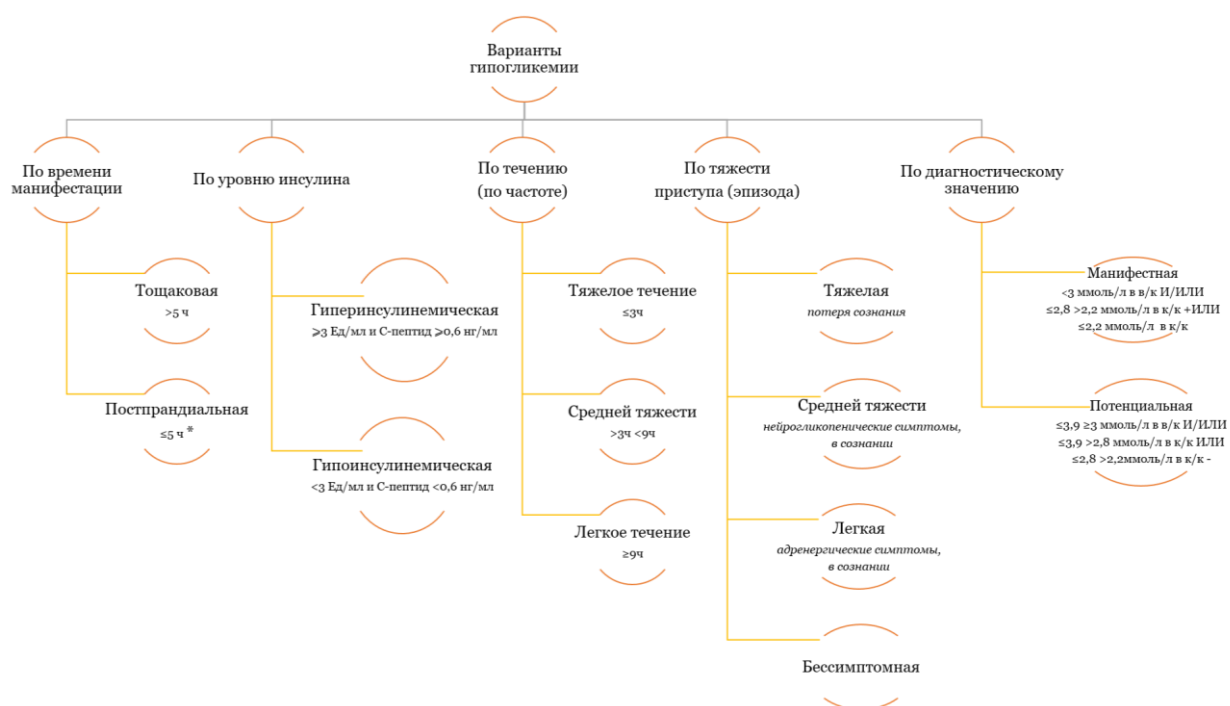 Варианты
гипогликемии
По времени
манифестации
По уровню инсулина
По течению
(по частоте)
По тяжести
приступа (эпизода)
По диагностическому
значению
Тощаковая
>5 ч
Постпрандиальная
≤5 ч *
Гиперинсулинемическая
⩾3 Ед/мл и С-пептид ⩾0,6 нг/мл
Гипоинсулинемическая
<3 Ед/мл и С-пептид <0,6 нг/мл
Тяжелое течение
≤3ч
Средней тяжести
>3ч <9ч
Легкое течение
≥9ч
Тяжелая
потеря сознания
Средней тяжести
нейрогликопенические симптомы,
в сознании
Легкая
адренергические симптомы,
в сознании
Бессимптомная
Манифестная
<3 ммоль/л в в/к И/ИЛИ
≤2,8 >2,2 ммоль/л в к/к +ИЛИ
≤2,2 ммоль/л в к/к
Потенциальная
≤3,9 ≥3 ммоль/л в в/к И/ИЛИ
≤3,9 >2,8 ммоль/л в к/к ИЛИ
≤2,8 >2,2ммоль/л в к/к -